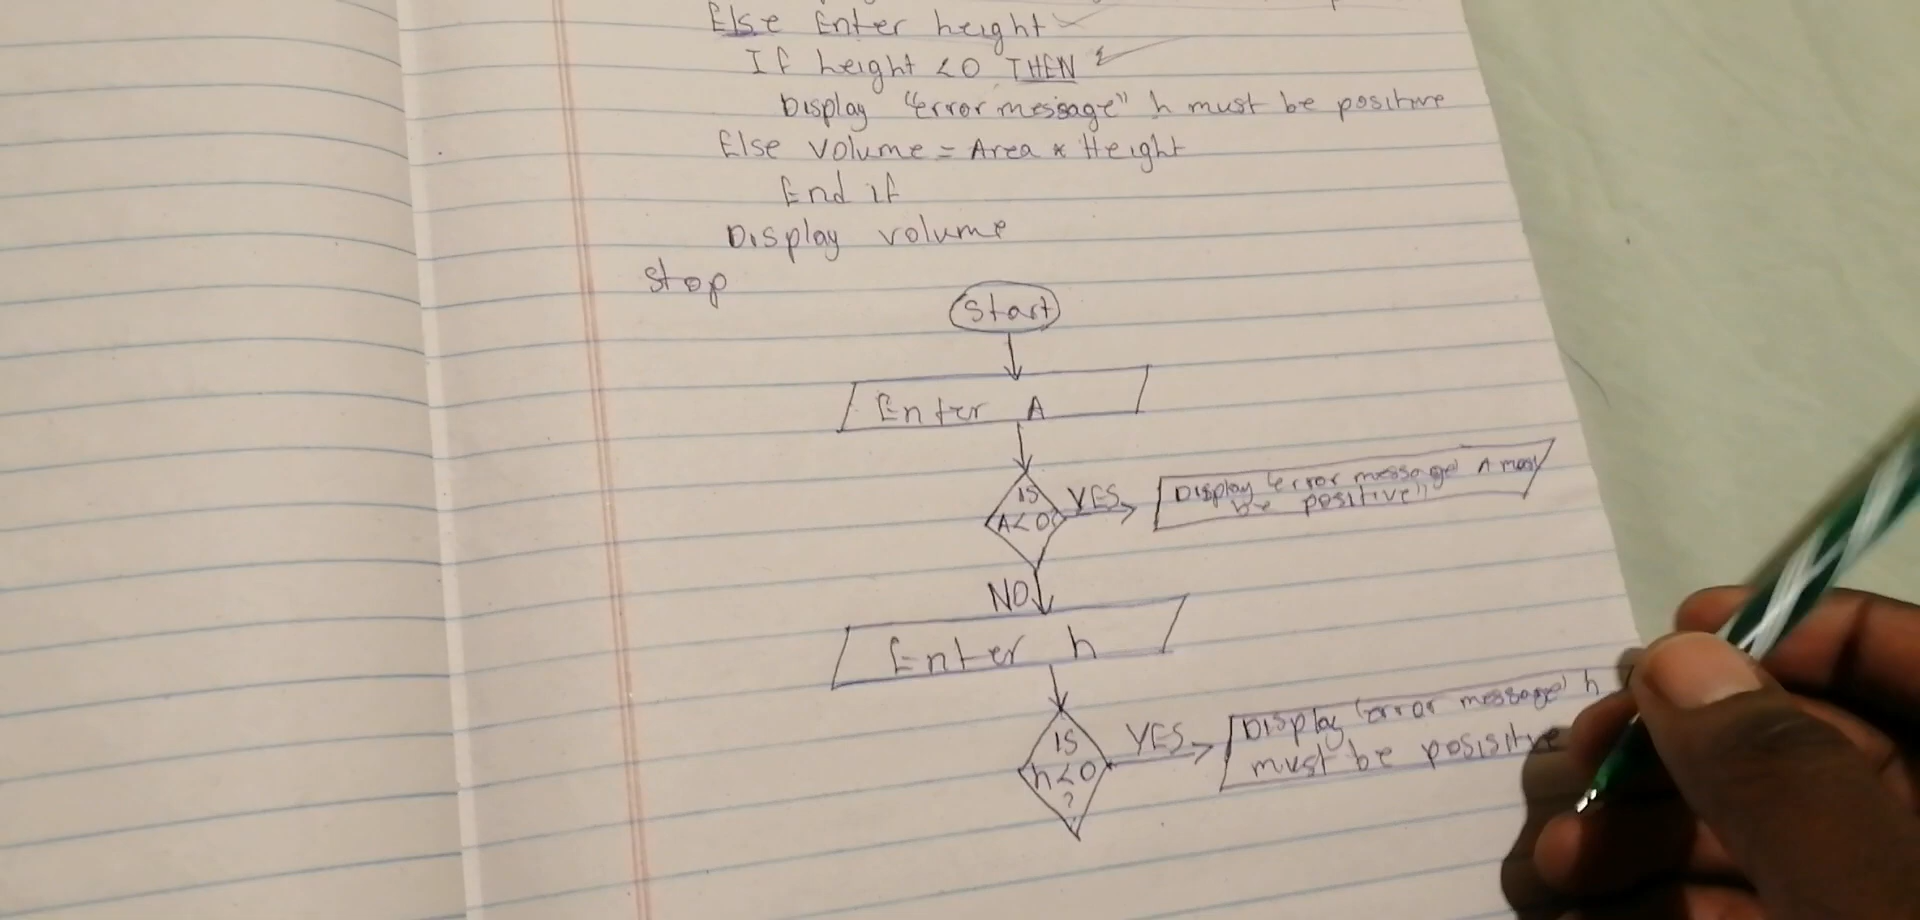 Else Enter height
If height <0 THEN
Display "error message" h must be positive
Else volume = Area * Height
End if
Display volume
Stop
Start
Enter A
IS
A<0?
YES
Display (error message) A must
be positive"
NO
Enter h
IS
h<0
?
YES
Display (error message) h
must be posisitve